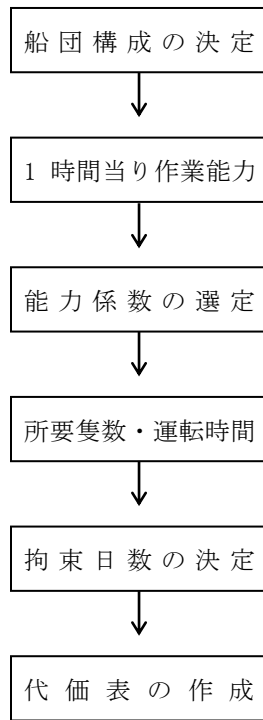 船団構成の決定
1 時間当り作業能力
能力係数の選定
所要隻数・運転時間
拘束日数の決定
代価表の作成